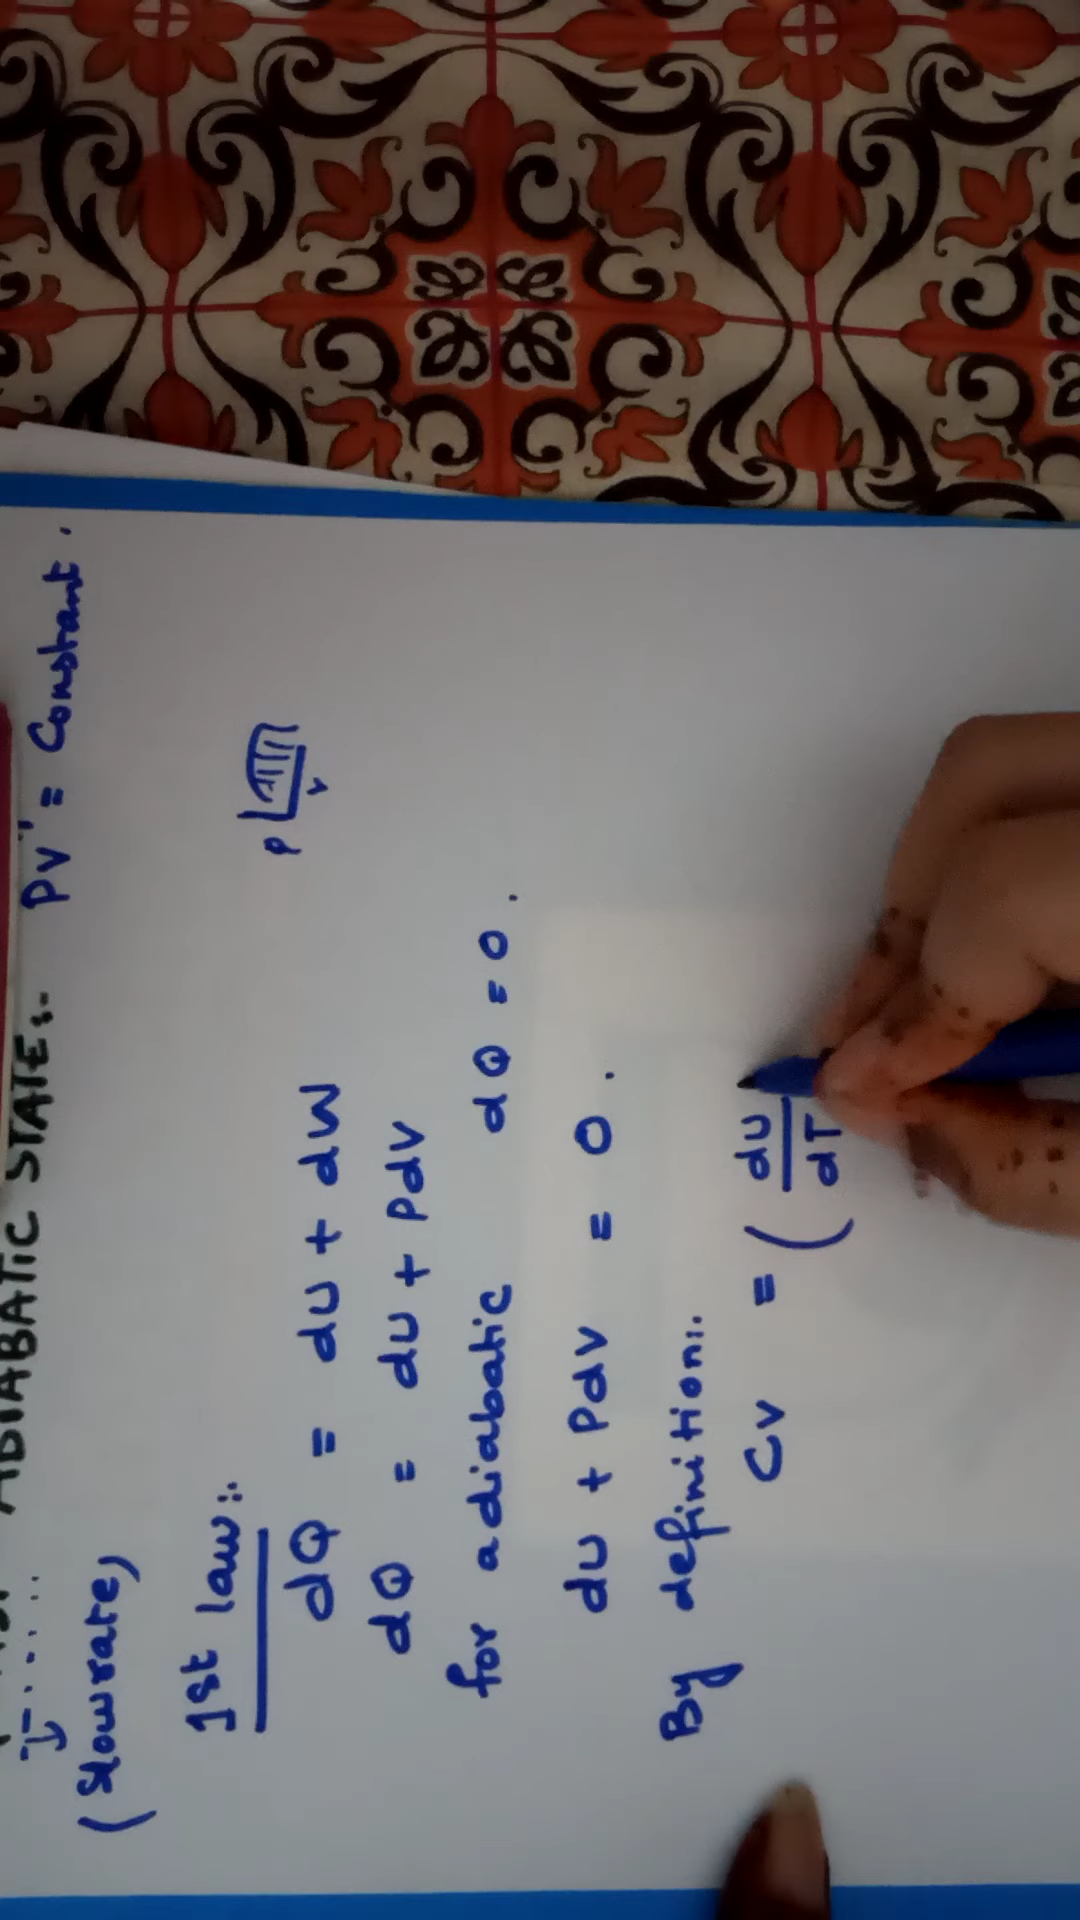 ADIABATIC STATE:- PVʳ = Constant.
(Slow rate)
1st law:.
dQ = dU + dW
P
V
dQ = dU + PdV
for adiabatic dQ = 0.
dU + PdV = 0.
By definition:.
CV = (dU/dT